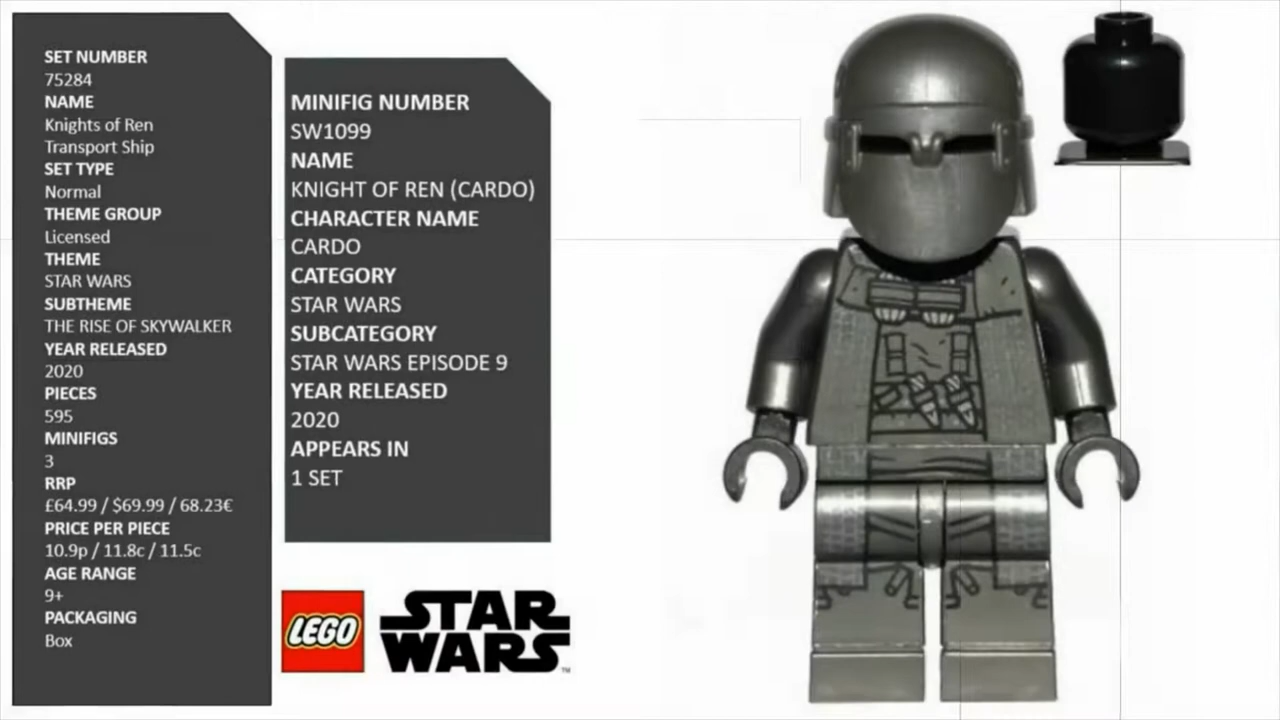 SET NUMBER
75284
NAME
Knights of Ren
Transport Ship
SET TYPE
Normal
THEME GROUP
Licensed
THEME
STAR WARS
SUBTHEME
THE RISE OF SKYWALKER
YEAR RELEASED
2020
PIECES
595
MINIFIGS
3
RRP
£64.99 / $69.99 / 68.23€
PRICE PER PIECE
10.9p / 11.8c / 11.5c
AGE RANGE
9+
PACKAGING
Box
MINIFIG NUMBER
SW1099
NAME
KNIGHT OF REN (CARDO)
CHARACTER NAME
CARDO
CATEGORY
STAR WARS
SUBCATEGORY
STAR WARS EPISODE 9
YEAR RELEASED
2020
APPEARS IN
1 SET
LEGO
STAR
WARS
TM